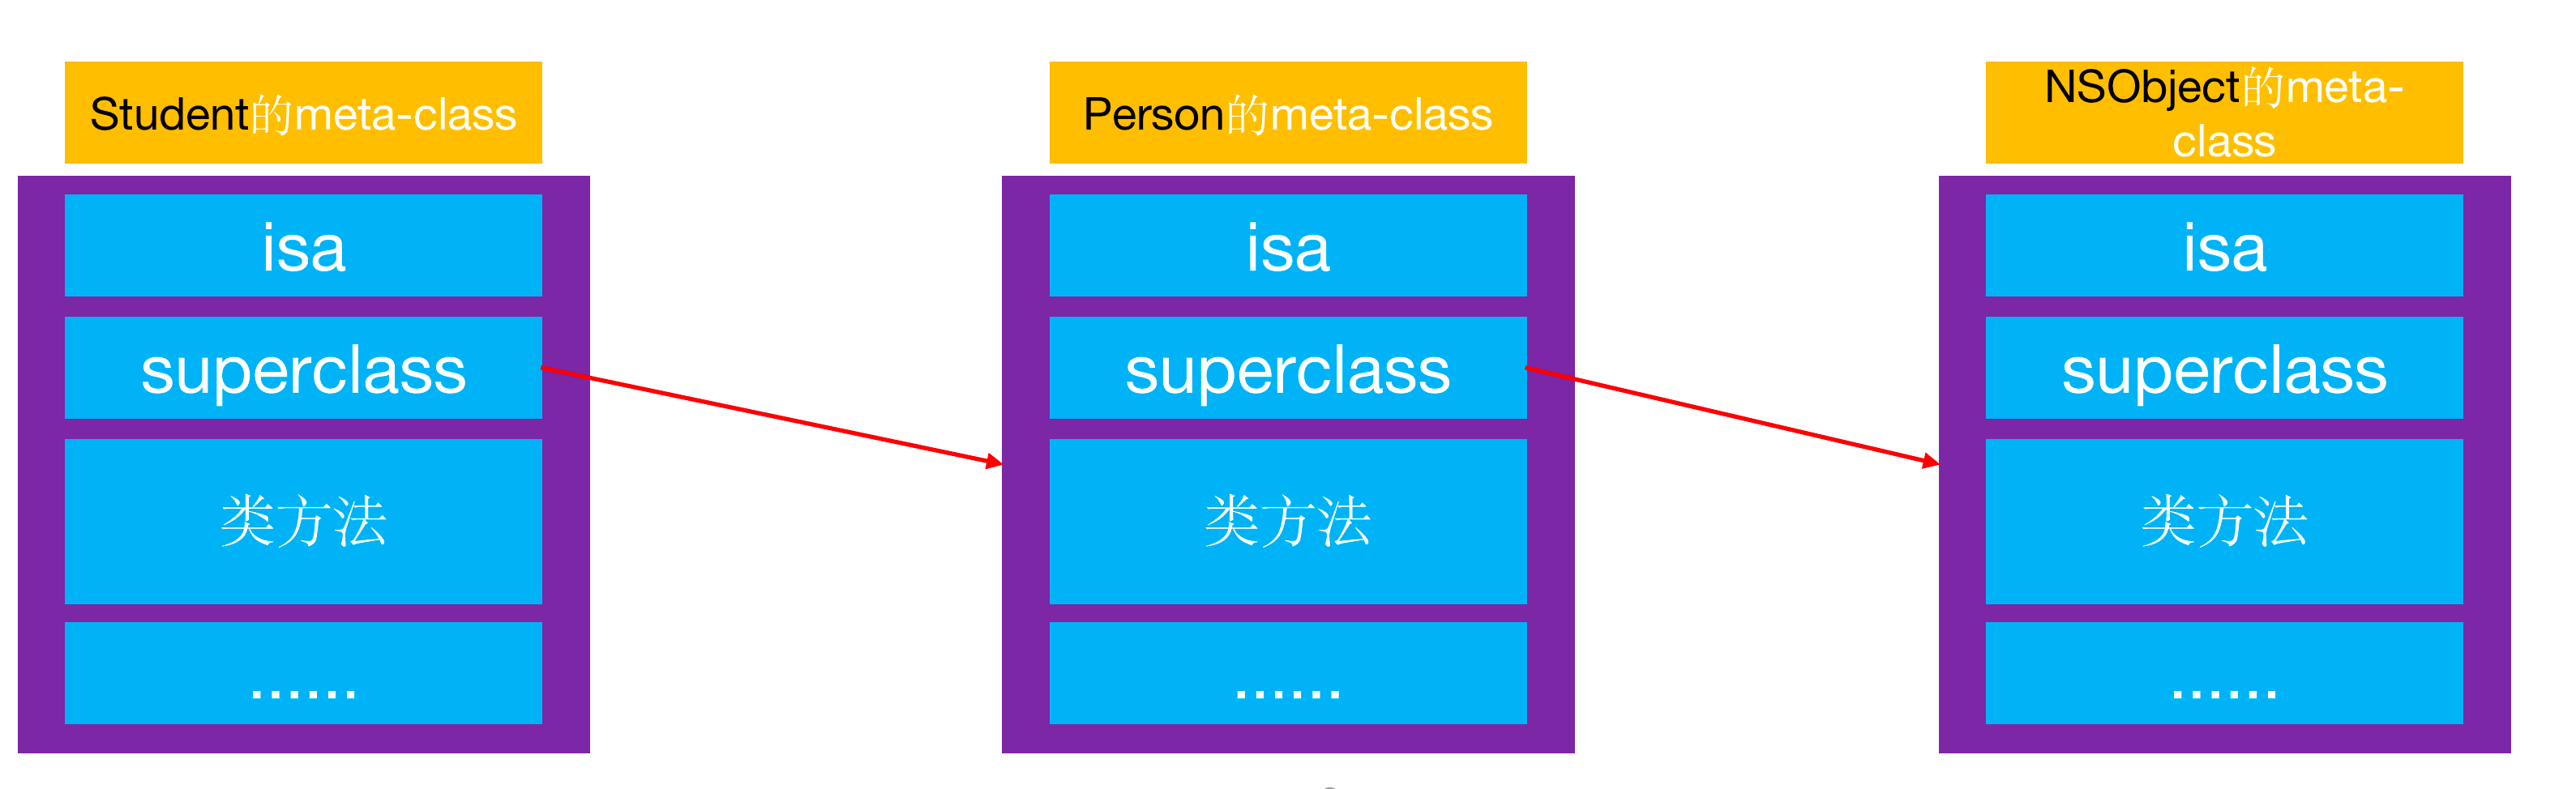 Student的meta-class
isa
superclass
类方法
......
Person的meta-class
isa
superclass
类方法
......
NSObject的meta-
class
isa
superclass
类方法
......